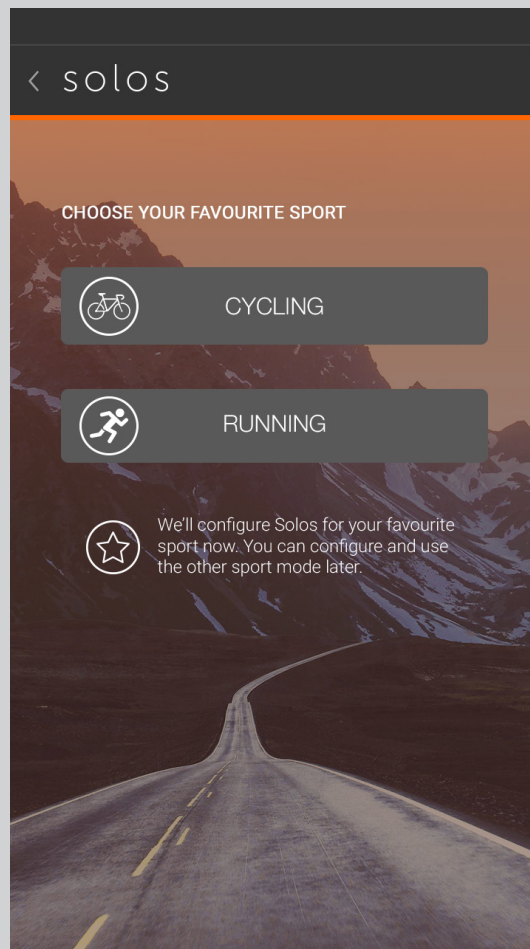 solos
CHOOSE YOUR FAVOURITE SPORT
CYCLING
RUNNING
We'll configure Solos for your favourite
sport now. You can configure and use
the other sport mode later.